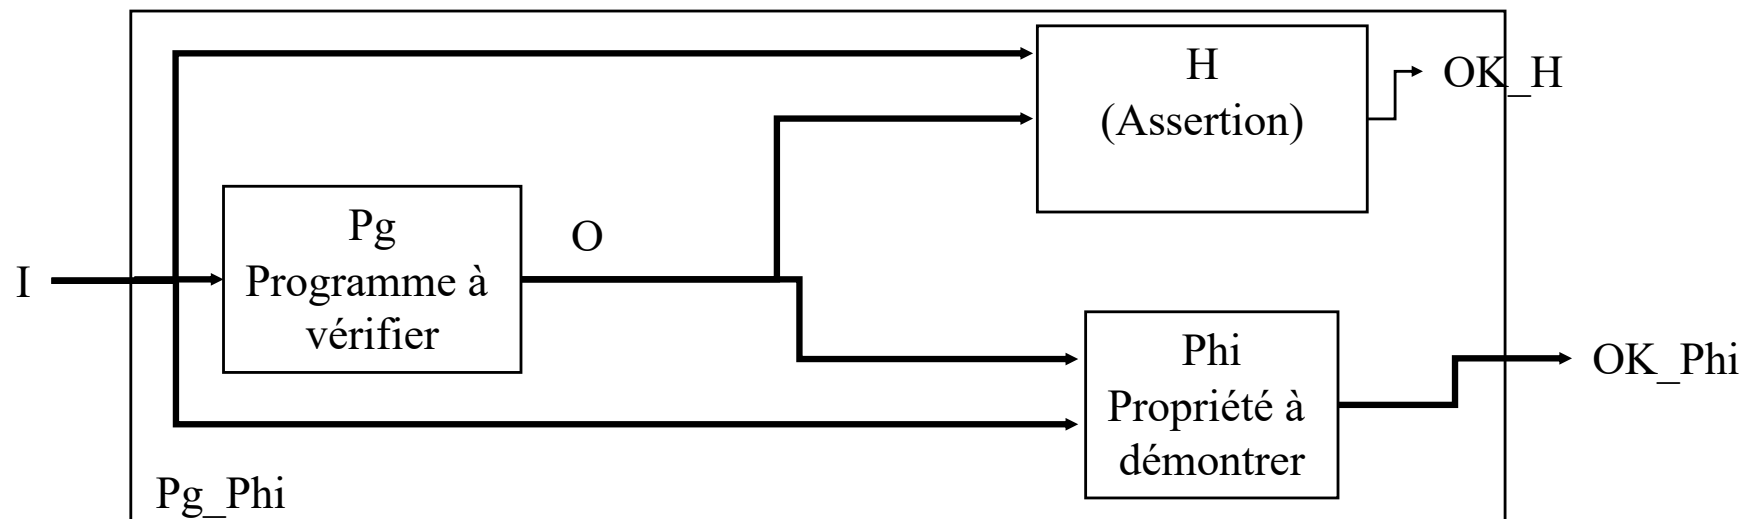 H
(Assertion)
OK_H
Pg
Programme à
vérifier
O
I
Phi
Propriété à
démontrer
OK_Phi
Pg_Phi